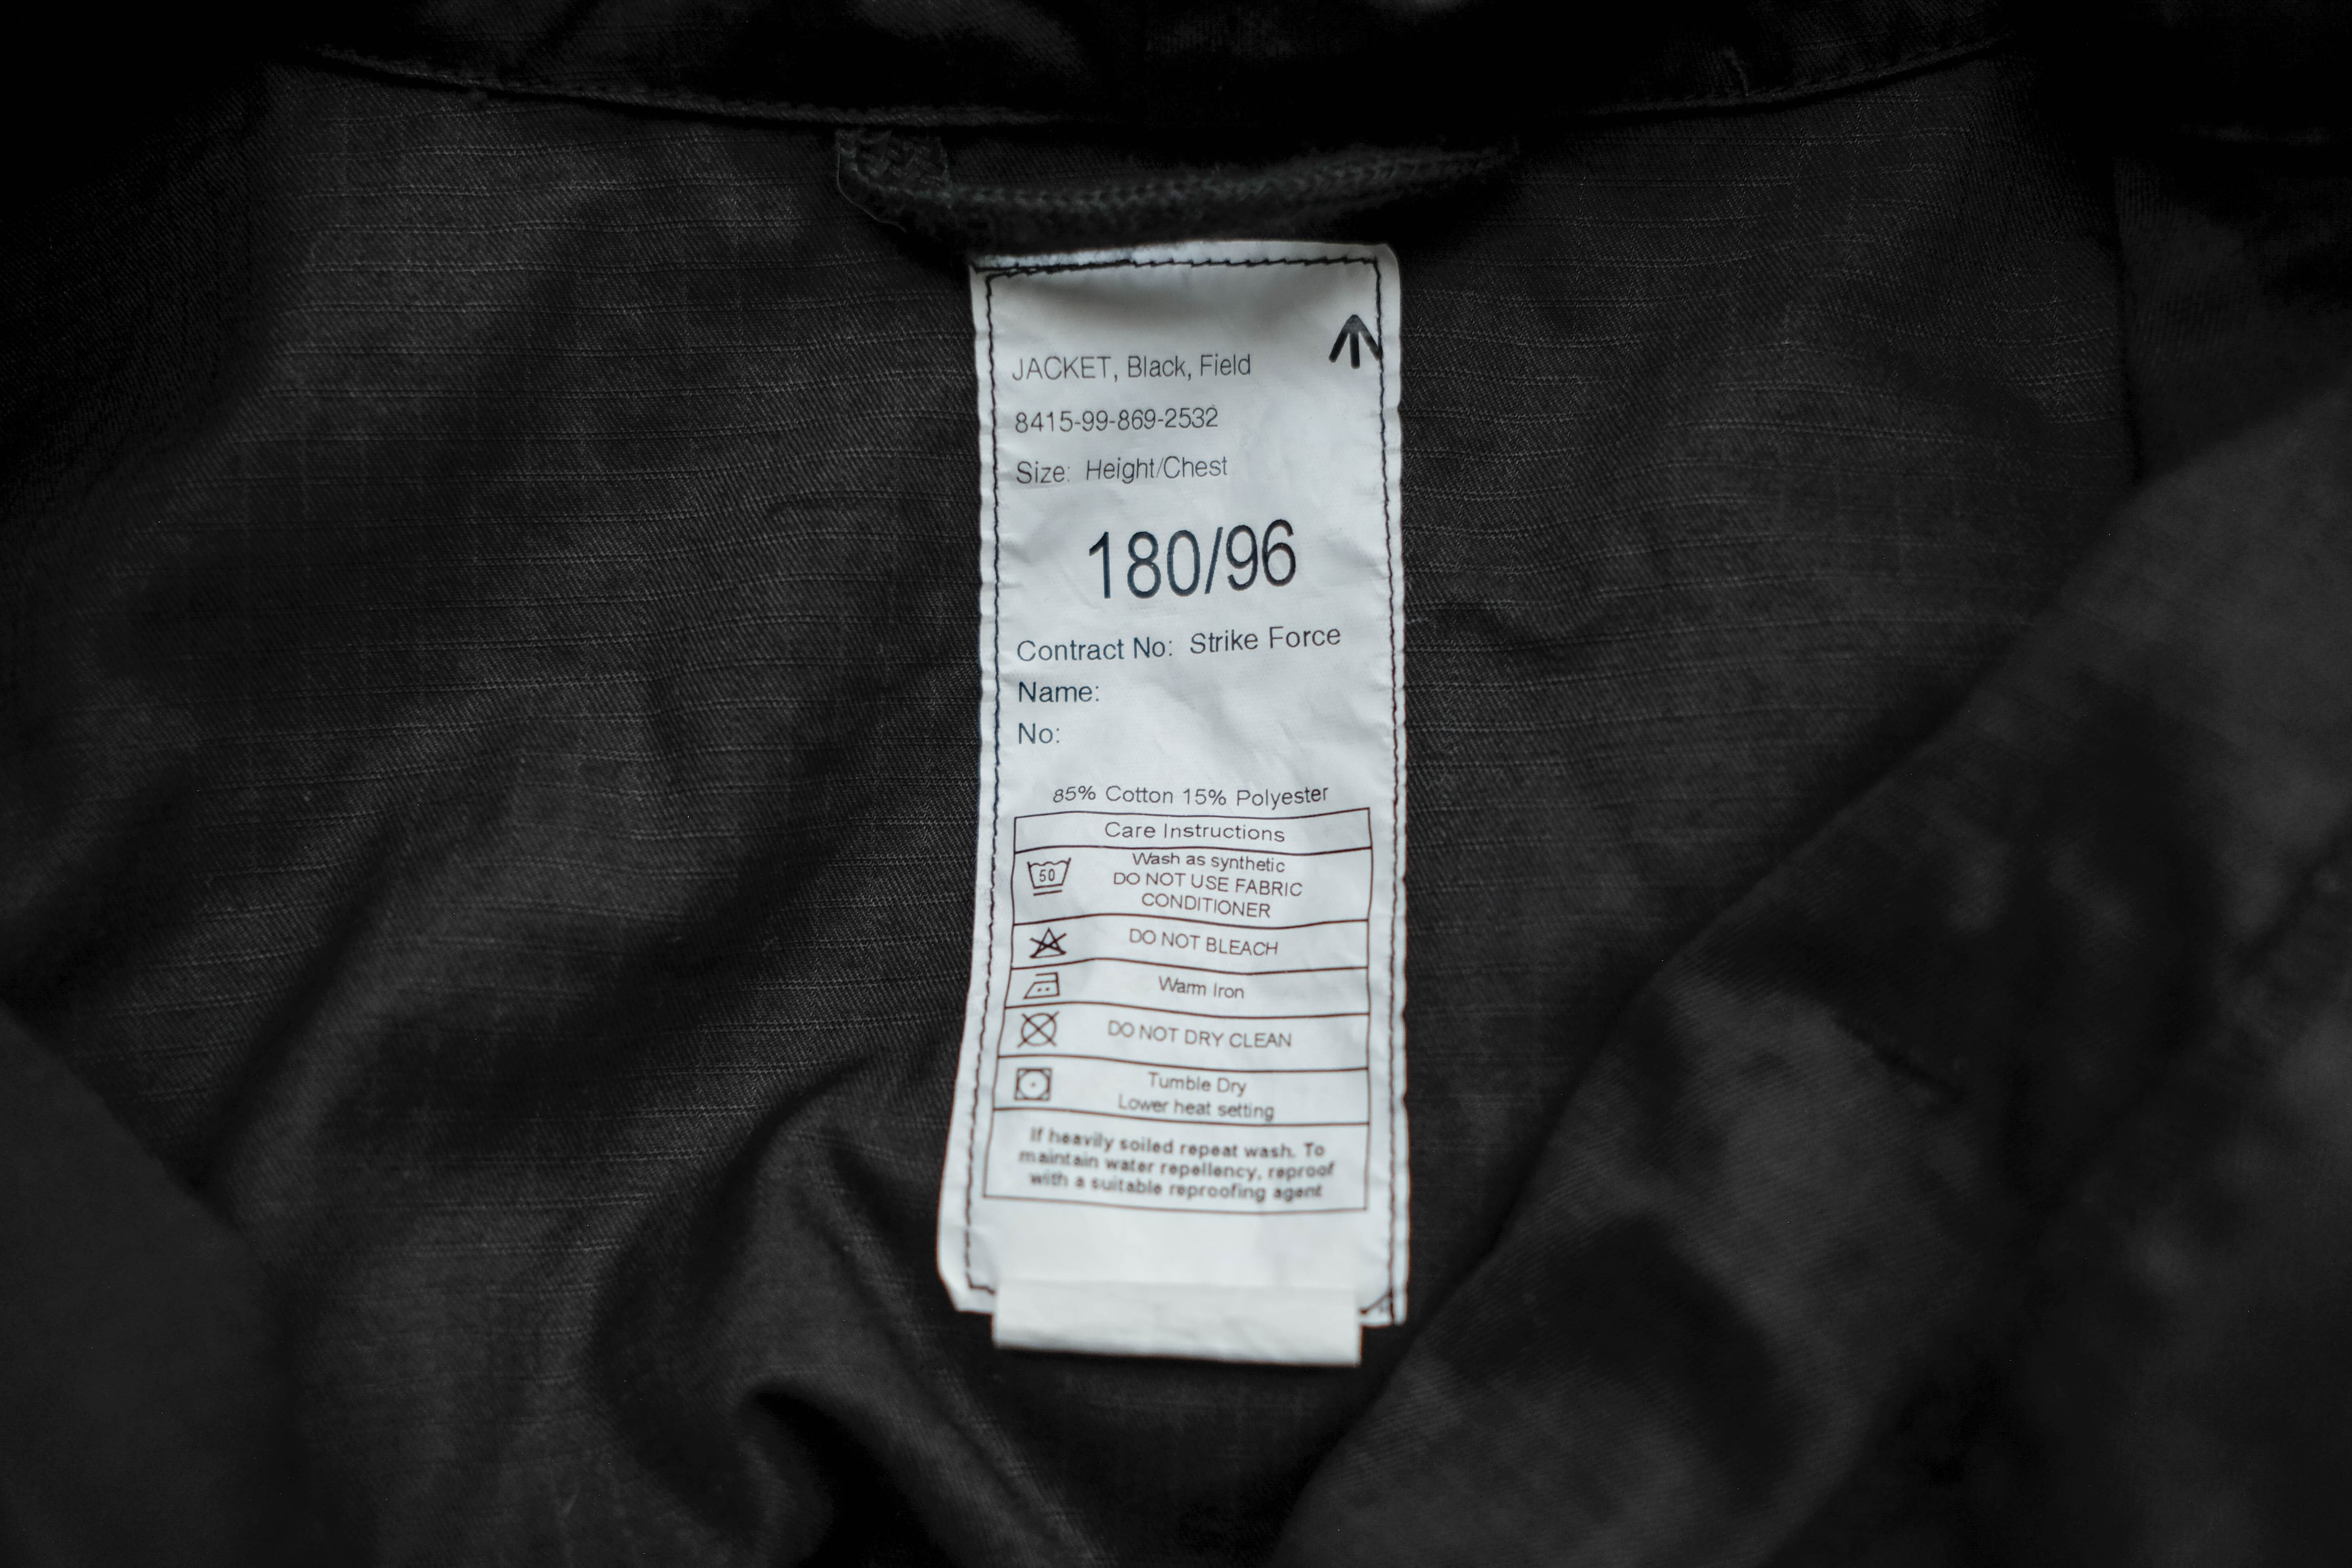 JACKET, Black, Field
8415-99-869-2532
Size: Height/Chest
180/96
Contract No: Strike Force
Name:
No:
85% Cotton 15% Polyester
Care Instructions
50
Wash as synthetic
DO NOT USE FABRIC
CONDITIONER
DO NOT BLEACH
Warm Iron
DO NOT DRY CLEAN
Tumble Dry
Lower heat setting
If heavily soiled repeat wash. To
maintain water repellency, reproof
with a suitable reproofing agent